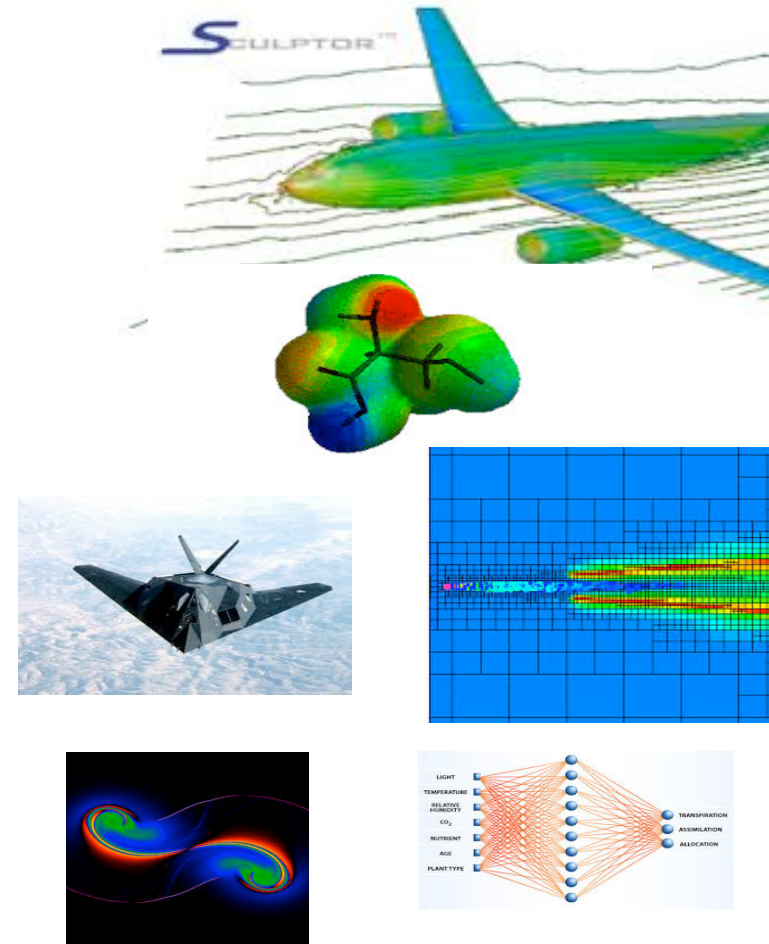 SCULPTOR™
LIGHT
TEMPERATURE
RELATIVE
HUMIDITY
CO₂
NUTRIENT
AGE
PLANT TYPE
TRANSPIRATION
ASSIMILATION
ALLOCATION